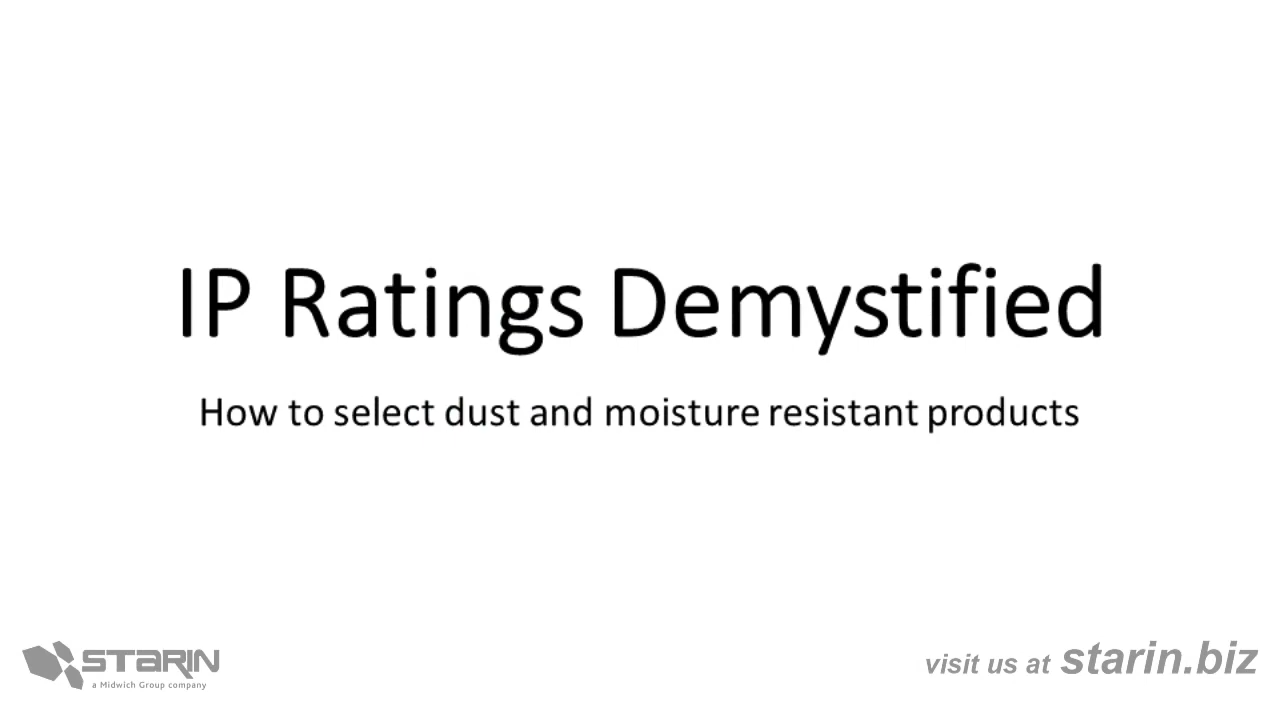 IP Ratings Demystified
How to select dust and moisture resistant products
STARIN
a Midwich Group company
visit us at starin.biz